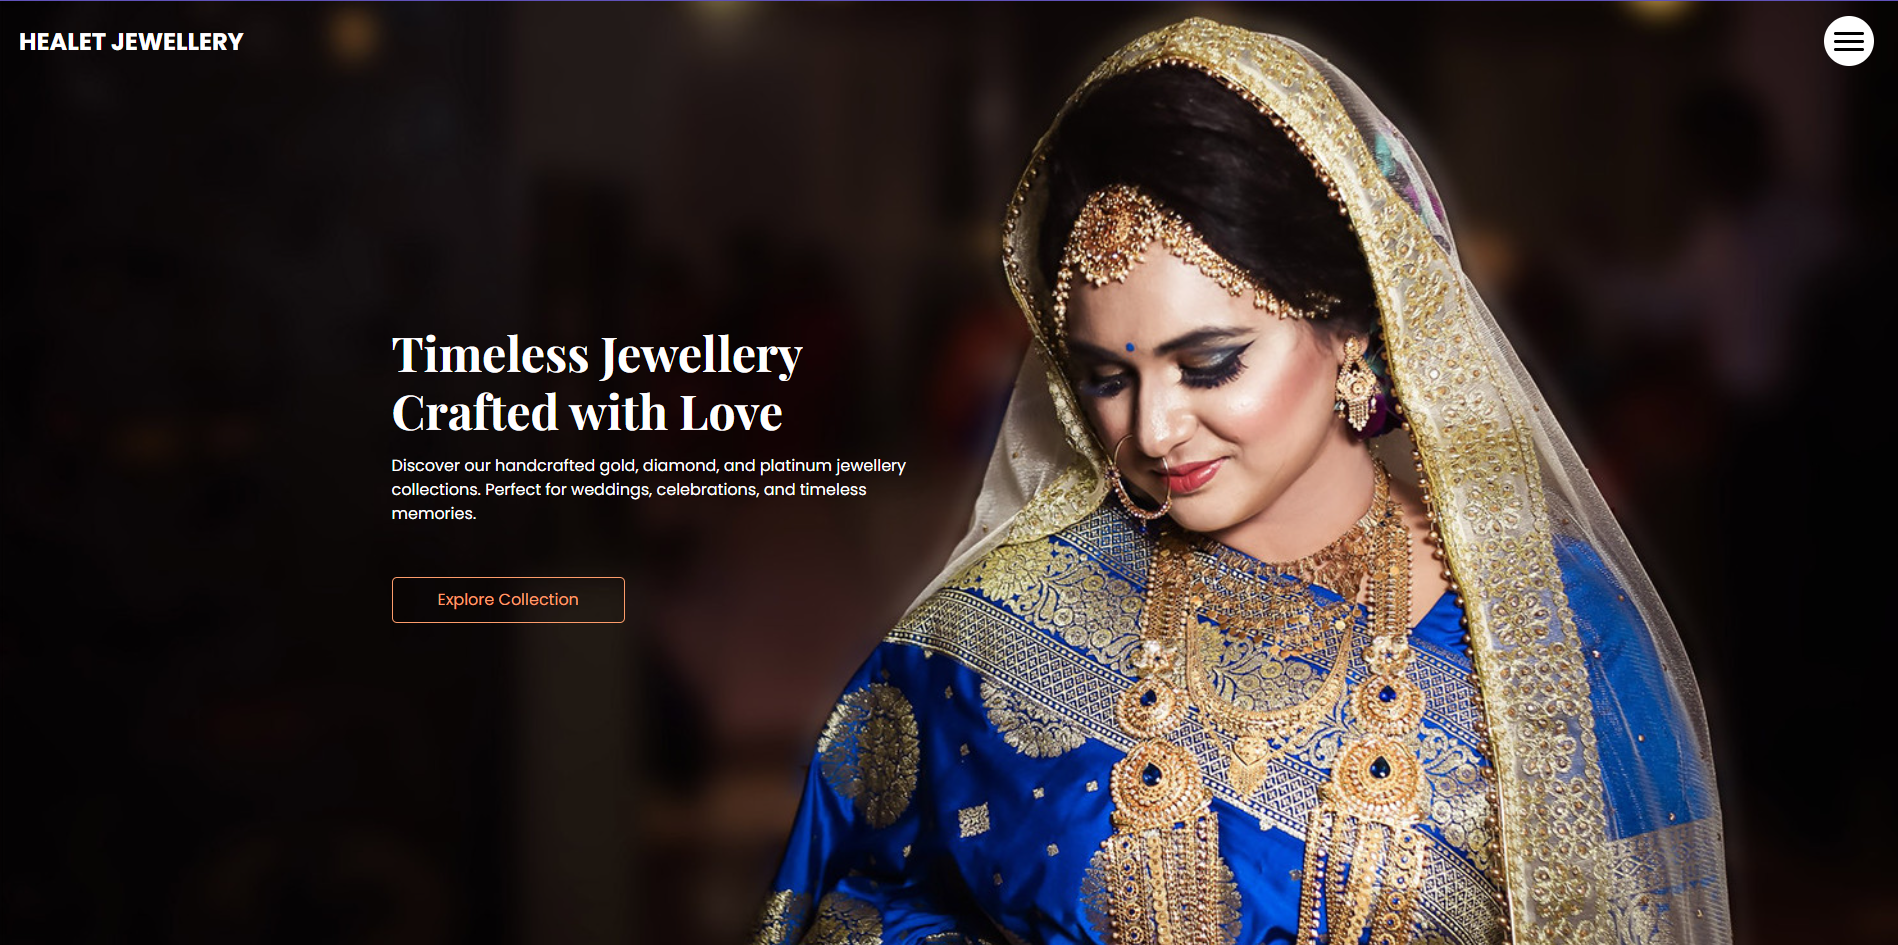 HEALET JEWELLERY
Timeless Jewellery
Crafted with Love
Discover our handcrafted gold, diamond, and platinum jewellery
collections. Perfect for weddings, celebrations, and timeless
memories.
Explore Collection